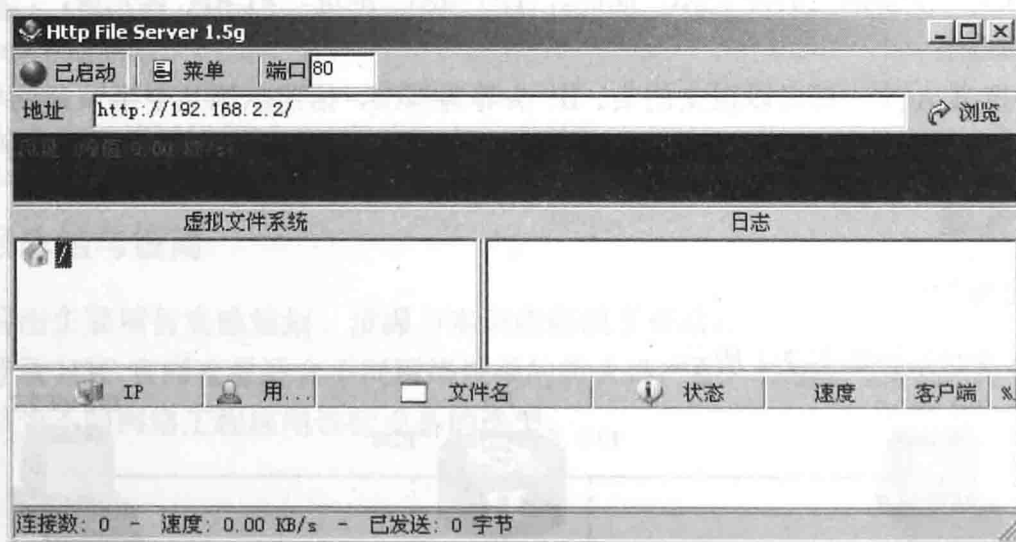 Http File Server 1.5g
已启动 菜单 端口 80
地址 http://192.168.2.2/ 浏览
虚拟文件系统 日志
/
IP 用... 文件名 状态 速度 客户端 %.
连接数: 0 - 速度: 0.00 KB/s - 已发送: 0 字节